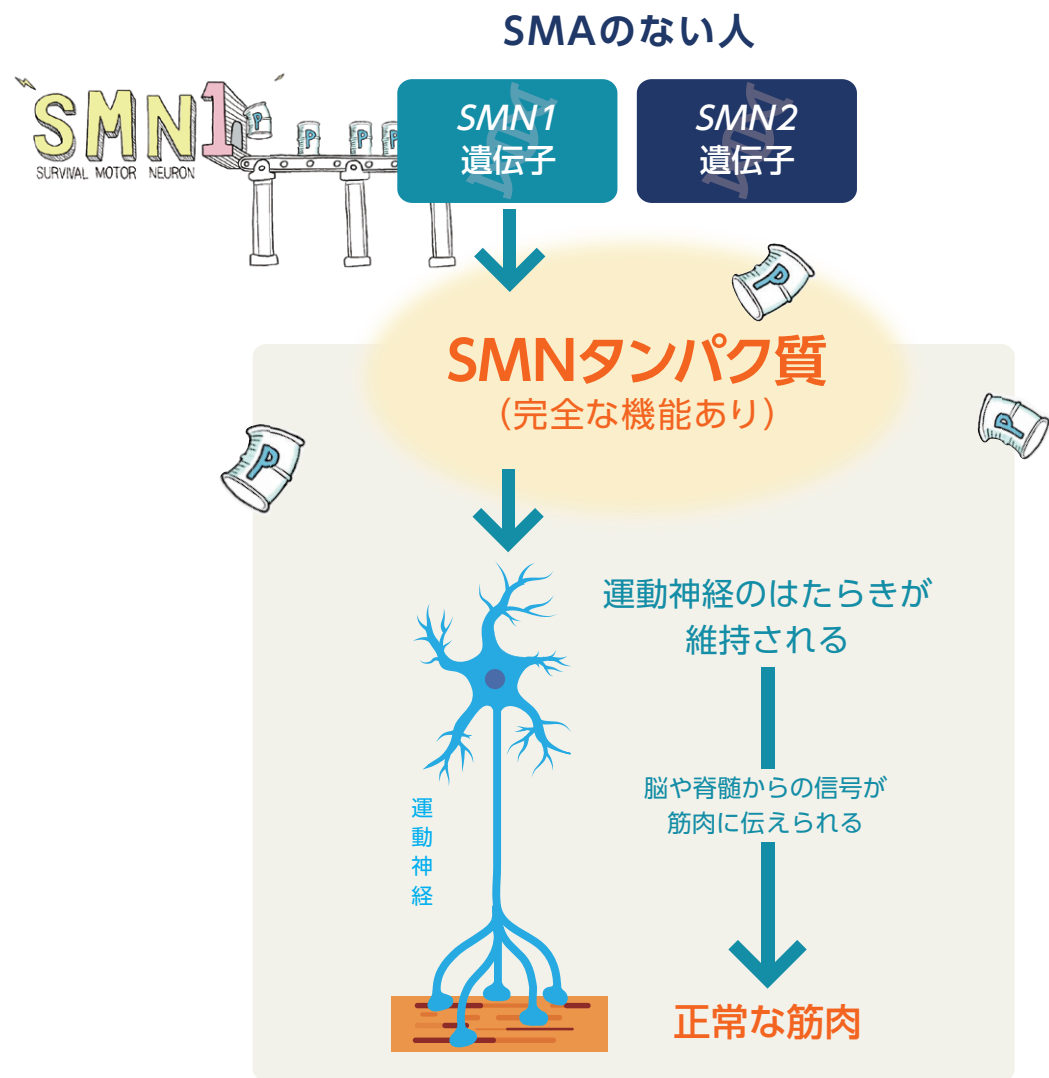 SMAのない人
SMN1
SURVIVAL MOTOR NEURON
P
P
P
P
SMN1
遺伝子
DNA
SMN2
遺伝子
DNA
P
SMNタンパク質
（完全な機能あり）
P
P
運動神経のはたらきが
維持される
脳や脊髄からの信号が
筋肉に伝えられる
運動神経
正常な筋肉